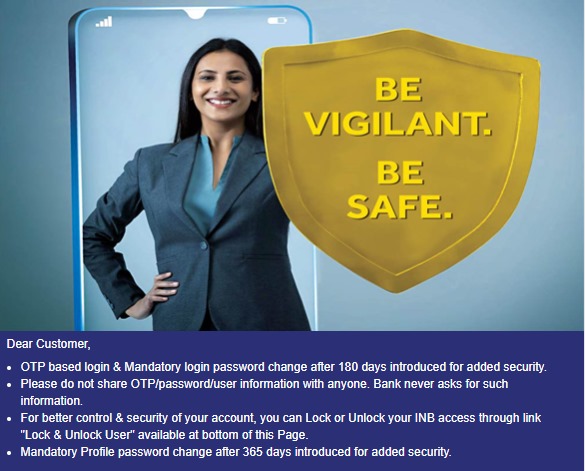 BE
VIGILANT.
BE
SAFE.
Dear Customer,
• OTP based login & Mandatory login password change after 180 days introduced for added security.
• Please do not share OTP/password/user information with anyone. Bank never asks for such
information.
• For better control & security of your account, you can Lock or Unlock your INB access through link
"Lock & Unlock User" available at bottom of this Page.
• Mandatory Profile password change after 365 days introduced for added security.